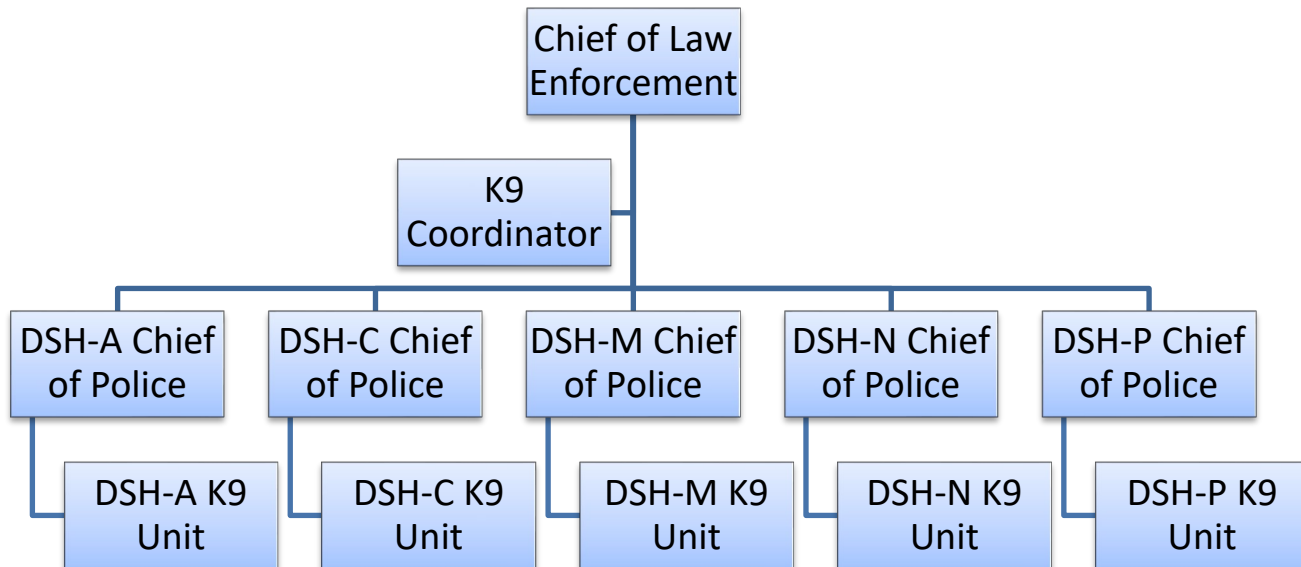 Chief of Law
Enforcement
K9
Coordinator
DSH-A Chief
of Police
DSH-C Chief
of Police
DSH-M Chief
of Police
DSH-N Chief
of Police
DSH-P Chief
of Police
DSH-A K9
Unit
DSH-C K9
Unit
DSH-M K9
Unit
DSH-N K9
Unit
DSH-P K9
Unit